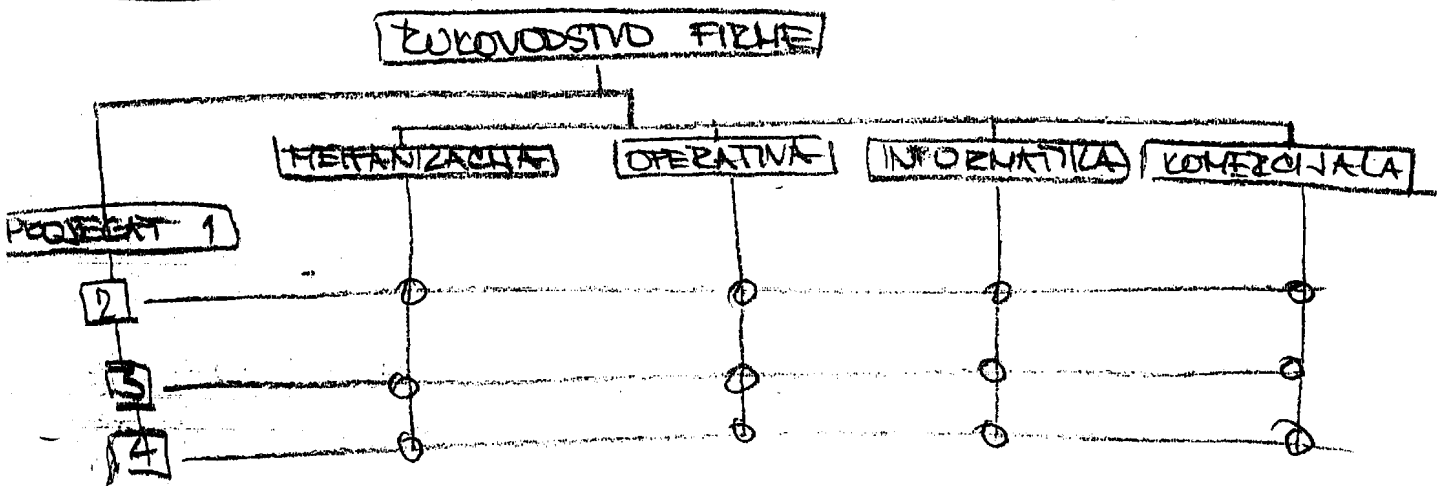 RUKOVODSTVO FIRME
MEHANIZACIJA OPERATIVA INFORMATIKA KOMERCIJALA
PROJEKAT 1
2
3
4